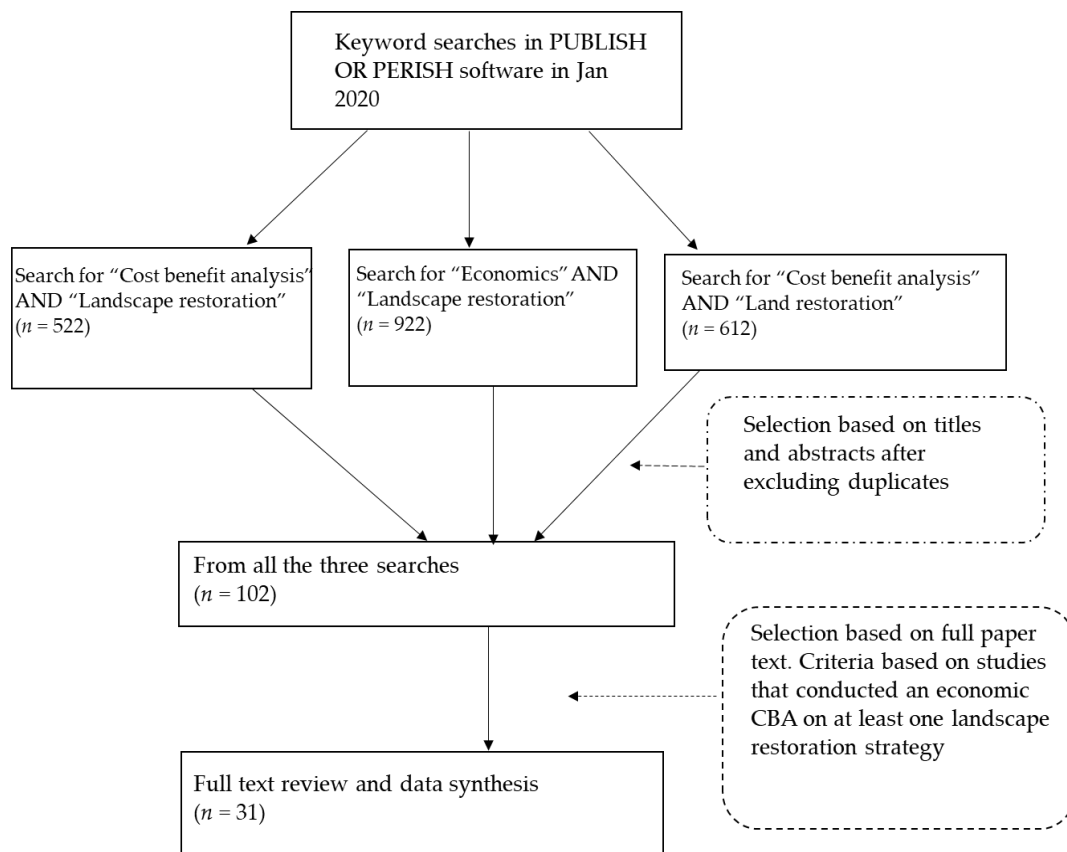 Keyword searches in PUBLISH
OR PERISH software in Jan
2020
Search for “Cost benefit analysis”
AND “Landscape restoration”
(n = 522)
Search for “Economics” AND
“Landscape restoration”
(n = 922)
Search for “Cost benefit analysis”
AND “Land restoration”
(n = 612)
Selection based on titles
and abstracts after
excluding duplicates
From all the three searches
(n = 102)
Selection based on full paper
text. Criteria based on studies
that conducted an economic
CBA on at least one landscape
restoration strategy
Full text review and data synthesis
(n = 31)